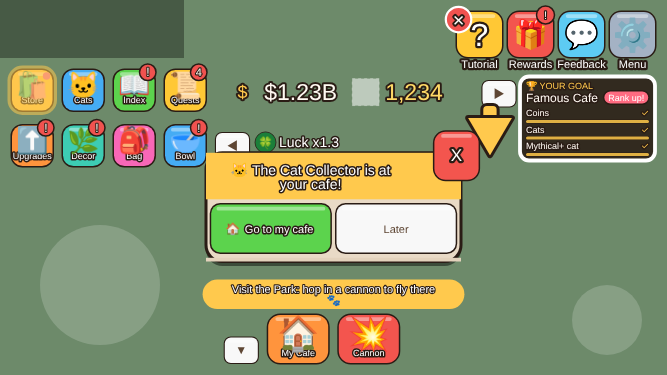 ?
!
Tutorial
Rewards
Feedback
Menu
!
4
Store
Cats
Index
Quests
$ $1.23B
1,234
YOUR GOAL
Famous Cafe
Rank up!
Coins
Cats
Mythical+ cat
!
!
!
Upgrades
Decor
Bag
Bowl
Luck x1.3
X
The Cat Collector is at
your cafe!
Go to my cafe
Later
Visit the Park: hop in a cannon to fly there
My Cafe
Cannon